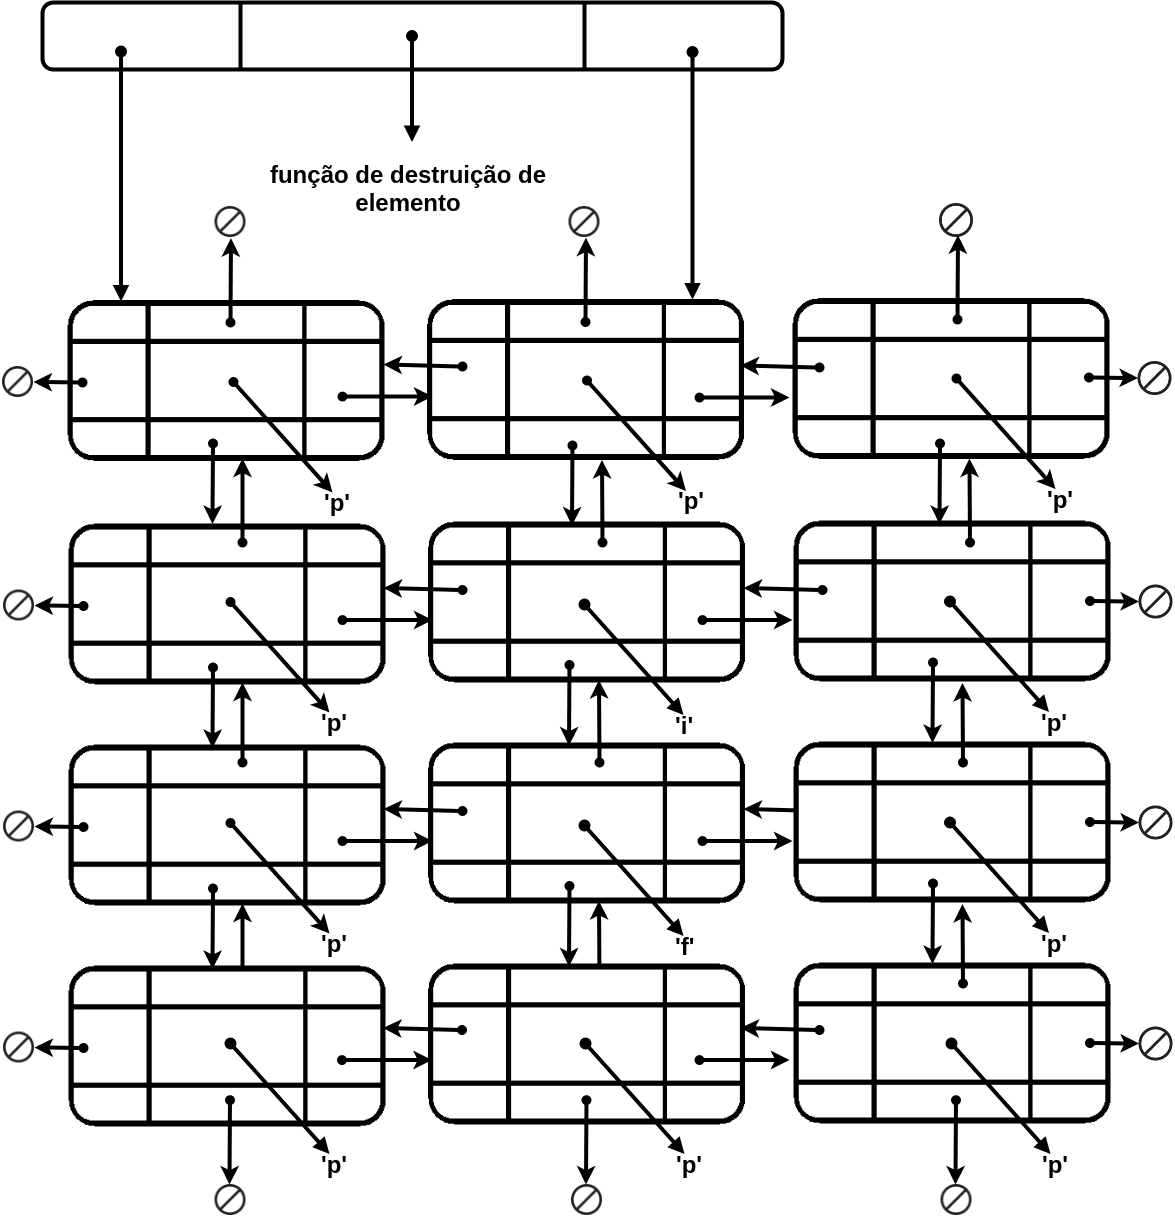 função de destruição de
elemento
'p' 'p' 'p'
'p' 'i' 'p'
'p' 'f' 'p'
'p' 'p' 'p'